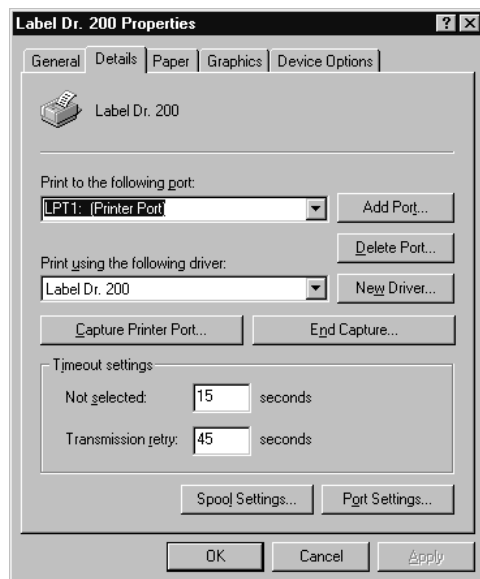 Label Dr. 200 Properties
General Details Paper Graphics Device Options
Label Dr. 200
Print to the following port:
LPT1: (Printer Port) Add Port...
Delete Port...
Print using the following driver:
Label Dr. 200 New Driver...
Capture Printer Port... End Capture...
Timeout settings
Not selected: 15 seconds
Transmission retry: 45 seconds
Spool Settings... Port Settings...
OK Cancel Apply